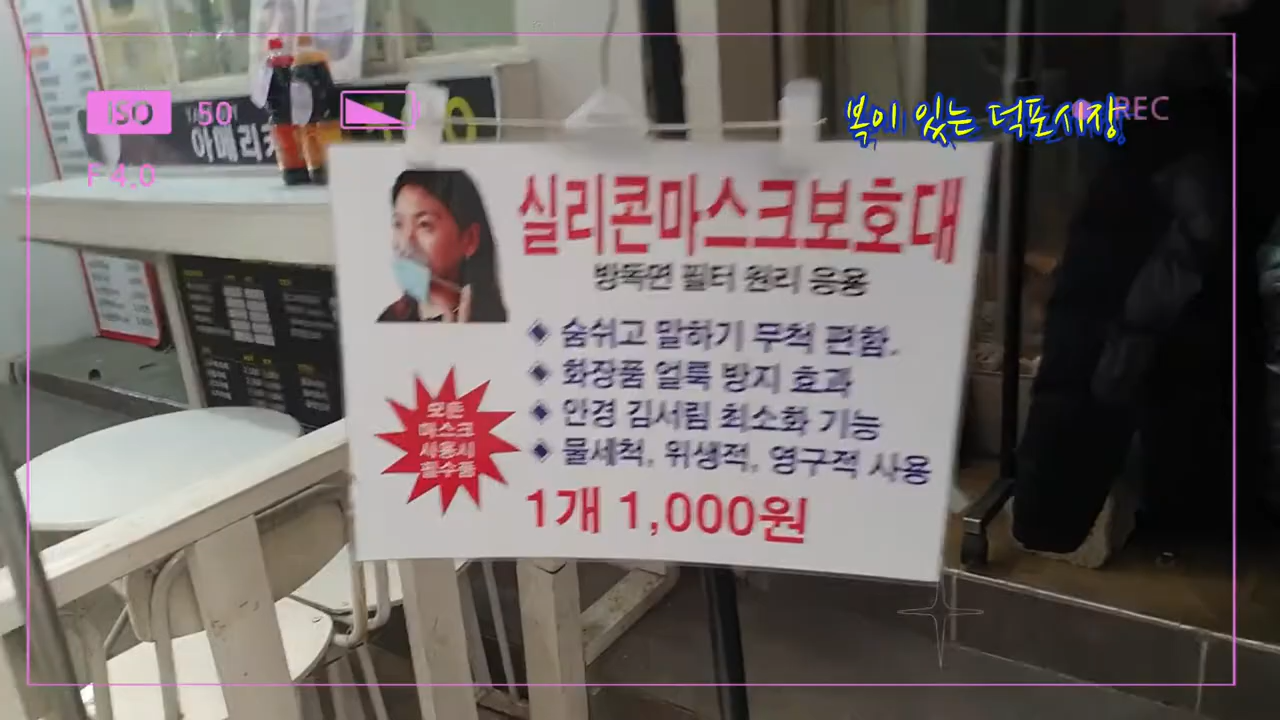 ISO 50
복이 있는 덕포시장
REC
F 4.0
아메리카
실리콘마스크보호대
방독면 필터 원리 응용
숨쉬고 말하기 무척 편함.
화장품 얼룩 방지 효과
안경 김서림 최소화 기능
물세척, 위생적, 영구적 사용
모든
마스크
사용시
필수품
1개 1,000원